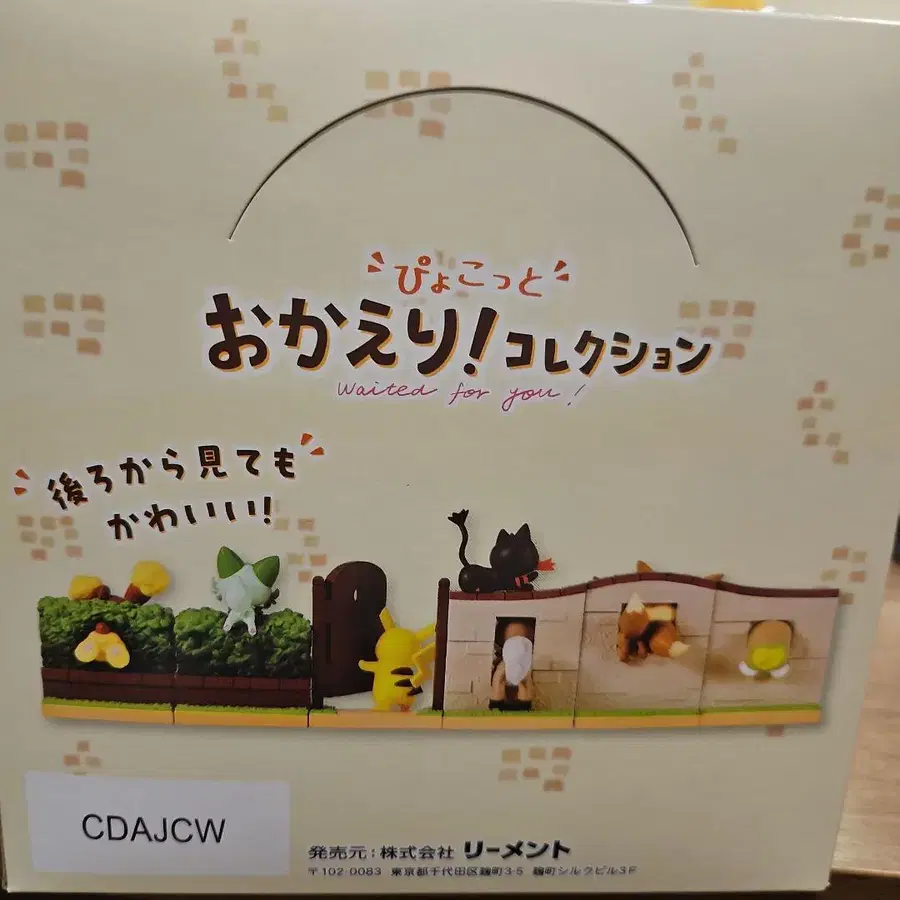 ぴょこっと
おかえり!コレクション
Waited for you!
後ろから見ても
かわいい!
CDAJCW
発売元:株式会社 リーメント
〒102-0083 東京都千代田区麹町3-5 麹町シルクビル3F